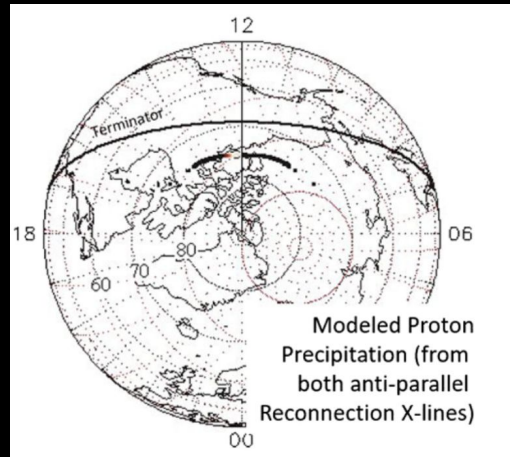 12
Terminator
18
06
80
70
60
Modeled Proton
Precipitation (from
both anti-parallel
Reconnection X-lines)
00